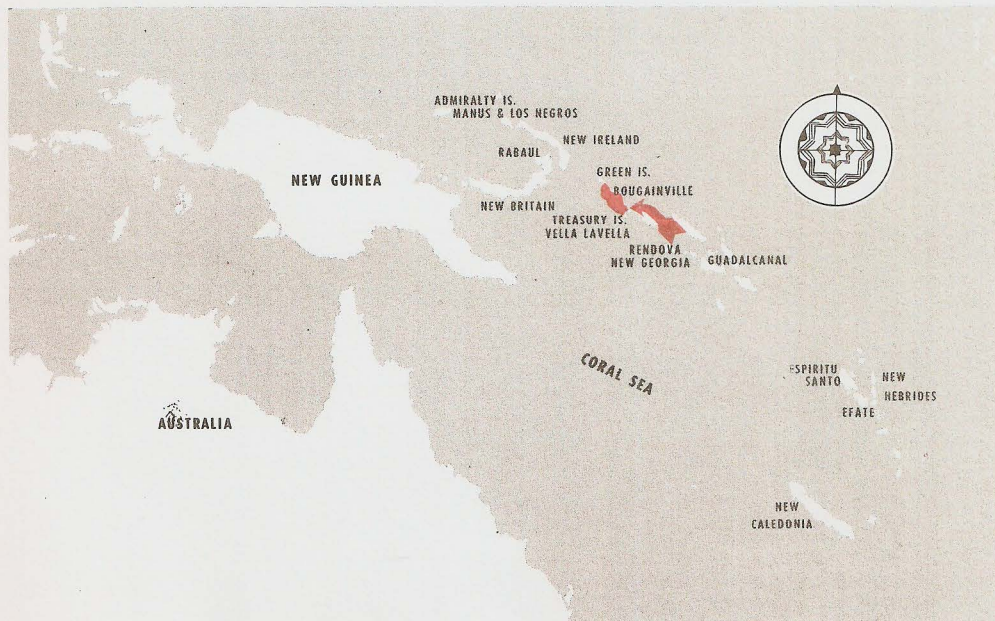 ADMIRALTY IS.
MANUS & LOS NEGROS
NEW IRELAND
RABAUL
GREEN IS.
NEW GUINEA
BOUGAINVILLE
NEW BRITAIN
TREASURY IS.
VELLA LAVELLA
RENDOVA
NEW GEORGIA
GUADALCANAL
CORAL SEA
ESPIRITU
SANTO
NEW
HEBRIDES
EFATE
AUSTRALIA
NEW
CALEDONIA